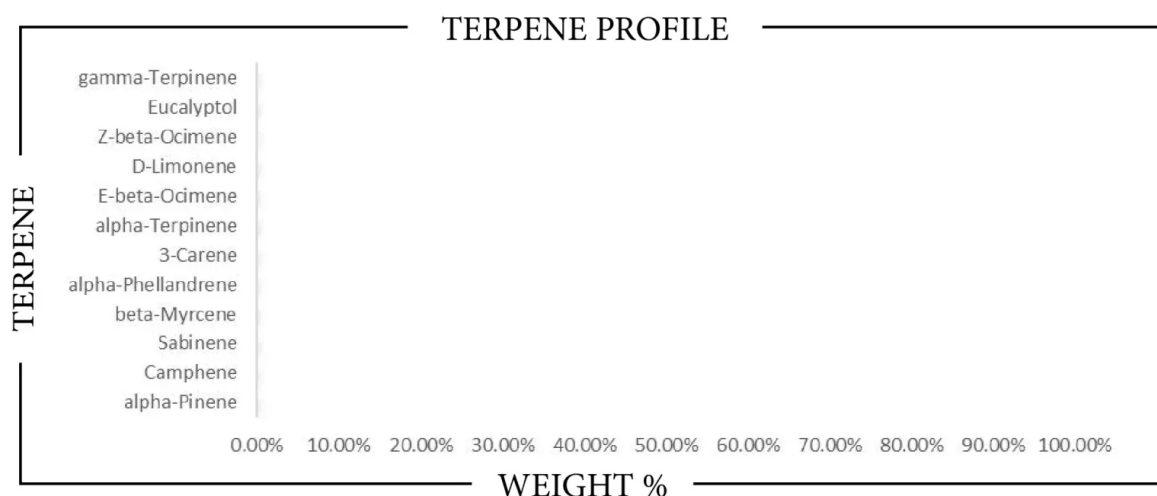 TERPENE PROFILE
TERPENE
gamma-Terpinene
Eucalyptol
Z-beta-Ocimene
D-Limonene
E-beta-Ocimene
alpha-Terpinene
3-Carene
alpha-Phellandrene
beta-Myrcene
Sabinene
Camphene
alpha-Pinene
0.00% 10.00% 20.00% 30.00% 40.00% 50.00% 60.00% 70.00% 80.00% 90.00% 100.00%
WEIGHT %